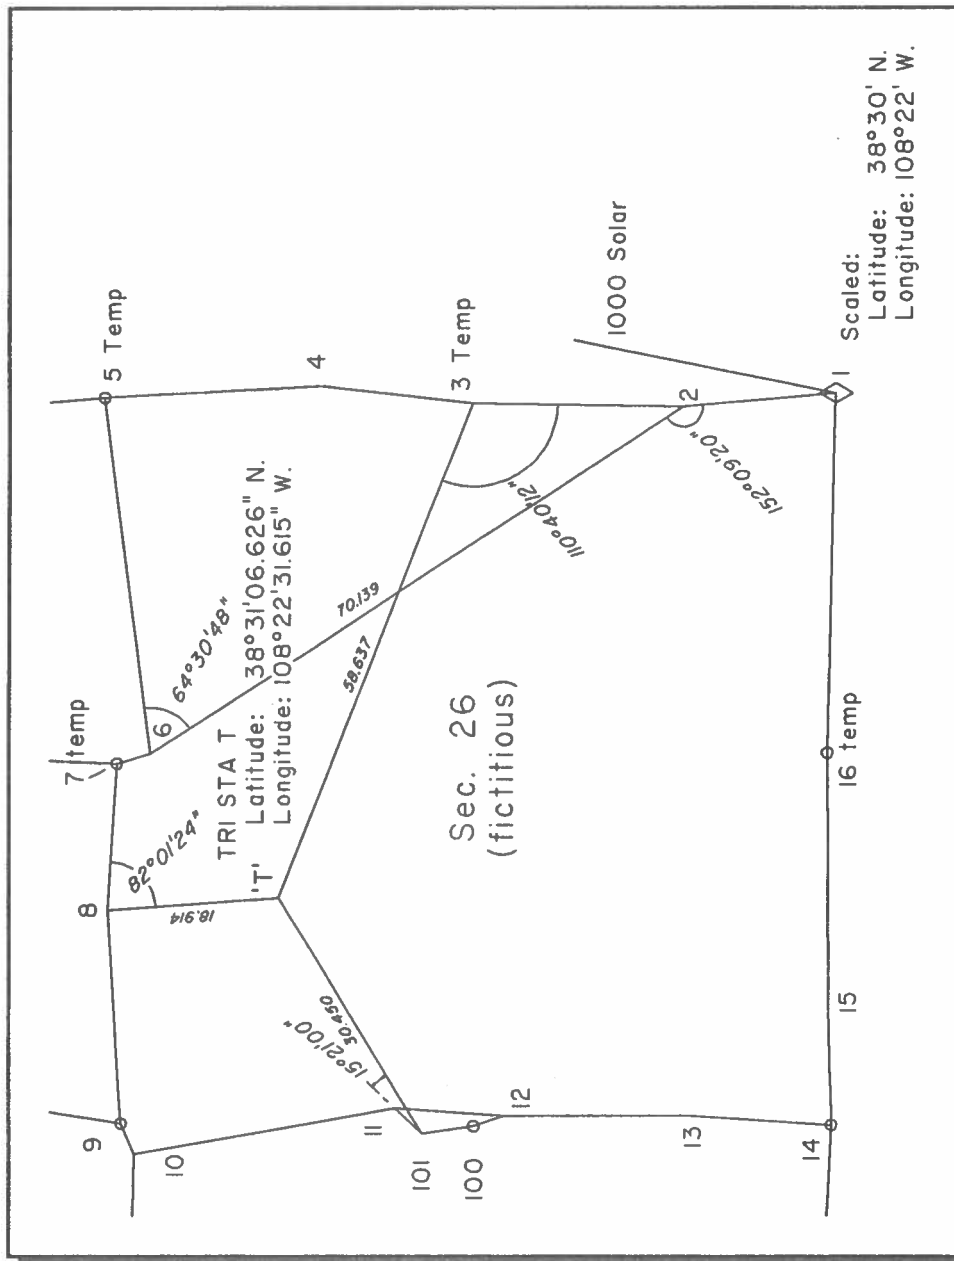 5 Temp
4
3 Temp
1000 Solar
2
1
Scaled:
Latitude: 38°30' N.
Longitude: 108°22' W.
152°09'20"
110°40'12"
70.139
58.637
64°30'48"
6
7 temp
TRI STA T
Latitude: 38°31'06.626" N.
Longitude: 108°22'31.615" W.
82°01'24"
'T'
8
18.914
Sec. 26
(fictitious)
16 temp
15
30.450
15°21'00"
9
10
11
101
100
12
13
14